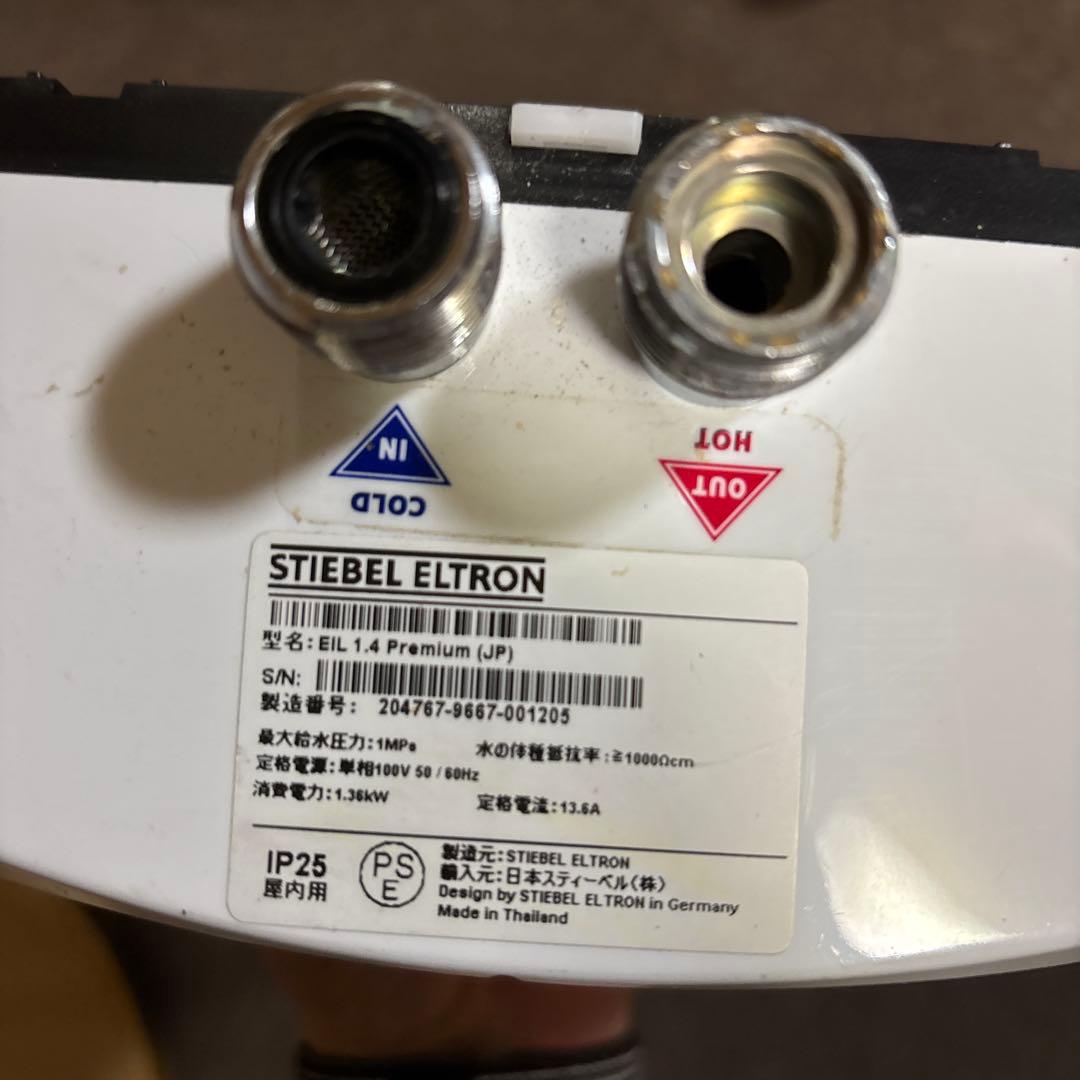 IN
COLD
HOT
OUT
STIEBEL ELTRON
型名: EIL 1.4 Premium (JP)
S/N:
製造番号: 204767-9667-001205
最大給水圧力:1MPa 水の体種抵抗率:≧1000Ωcm
定格電源:単相100V 50 / 60Hz
消費電力:1.36kW 定格電流:13.6A
IP25
屋内用
PS
E
製造元:STIEBEL ELTRON
輸入元:日本スティーベル(株)
Design by STIEBEL ELTRON in Germany
Made in Thailand